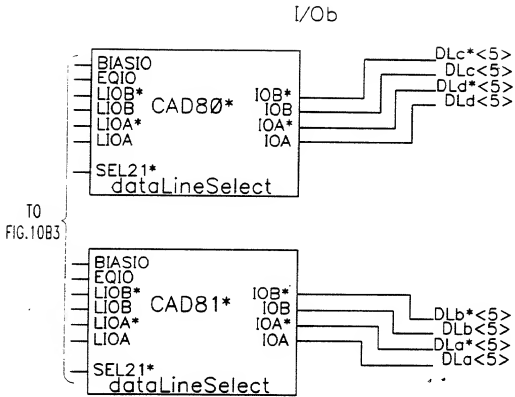 I/Ob
BIASIO
EQIO
LIOB*
LIOB
LIOA*
LIOA
SEL21*
CAD80*
dataLineSelect
IOB*
IOB
IOA*
IOA
DLc*<5>
DLc<5>
DLd*<5>
DLd<5>
TO
FIG.10B3
BIASIO
EQIO
LIOB*
LIOB
LIOA*
LIOA
SEL21*
CAD81*
dataLineSelect
IOB*
IOB
IOA*
IOA
DLb*<5>
DLb<5>
DLa*<5>
DLa<5>